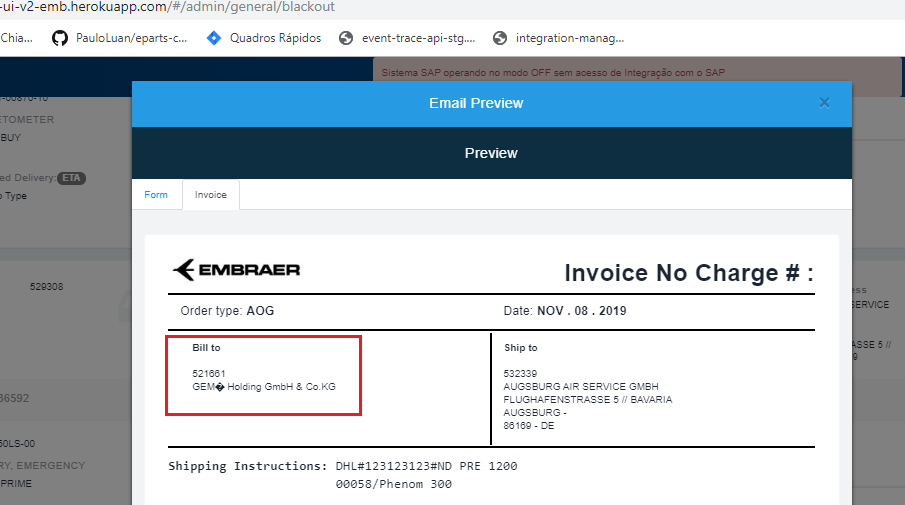 -ui-v2-emb.herokuapp.com/#/admin/general/blackout
Chia...
PauloLuan/eparts-c...
Quadros Rápidos
event-trace-api-stg....
integration-manag...
Sistema SAP operando no modo OFF sem acesso de Integração com o SAP
Email Preview
×
Preview
ETOMETER
BUY
ed Delivery: ETA
o Type
Form
Invoice
529308
EMBRAER
Invoice No Charge # :
Order type: AOG
Date: NOV . 08 . 2019
Bill to
521661
GEM� Holding GmbH & Co.KG
Ship to
532339
AUGSBURG AIR SERVICE GMBH
FLUGHAFENSTRASSE 5 // BAVARIA
AUGSBURG -
86169 - DE
ess
SERVICE
ASSE 5 //
9
36592
50LS-00
RY, EMERGENCY
PRIME
Shipping Instructions: DHL#123123123#ND PRE 1200
00058/Phenom 300